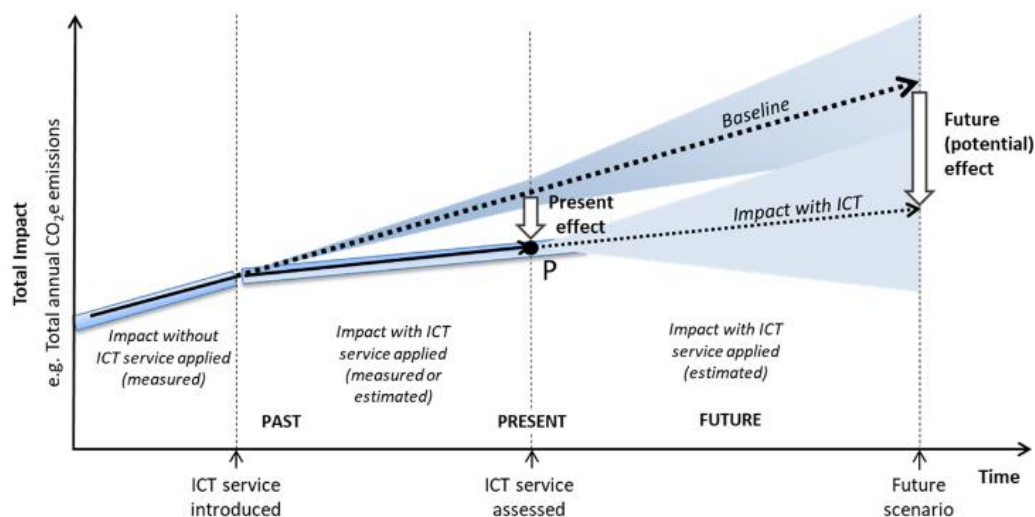 Total Impact
e.g. Total annual CO₂e emissions
Baseline
Future
(potential)
effect
Present
effect
Impact with ICT
P
Impact without
ICT service applied
(measured)
Impact with ICT
service applied
(measured or
estimated)
Impact with ICT
service applied
(estimated)
PAST
PRESENT
FUTURE
Time
ICT service
introduced
ICT service
assessed
Future
scenario